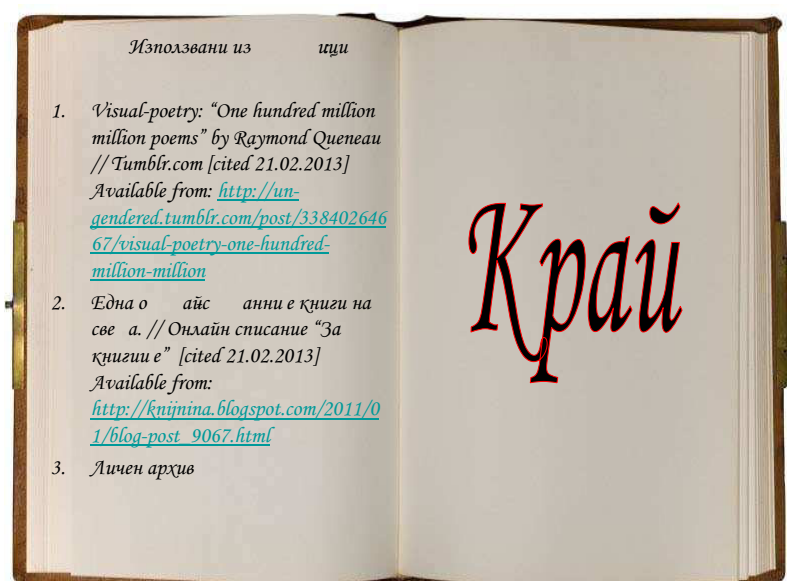 Използвани из ици
1. Visual-poetry: “One hundred million
million poems” by Raymond Queneau
// Tumblr.com [cited 21.02.2013]
Available from: http://un-
gendered.tumblr.com/post/338402646
67/visual-poetry-one-hundred-
million-million
2. Една о айс анни е книги на
све а. // Онлайн списание “За
книгии е” [cited 21.02.2013]
Available from:
http://knijnina.blogspot.com/2011/0
1/blog-post_9067.html
3. Личен архив
Край